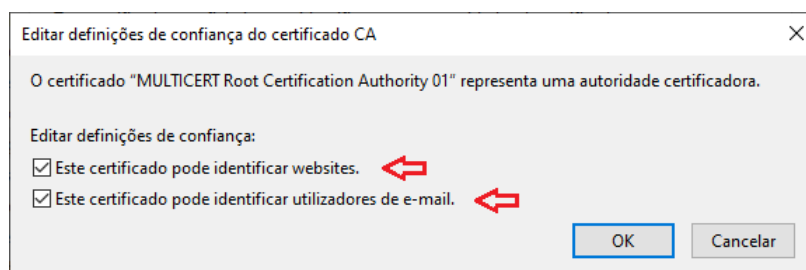 Editar definições de confiança do certificado CA
O certificado “MULTICERT Root Certification Authority 01” representa uma autoridade certificadora.
Editar definições de confiança:
Este certificado pode identificar websites.
Este certificado pode identificar utilizadores de e-mail.
OK Cancelar